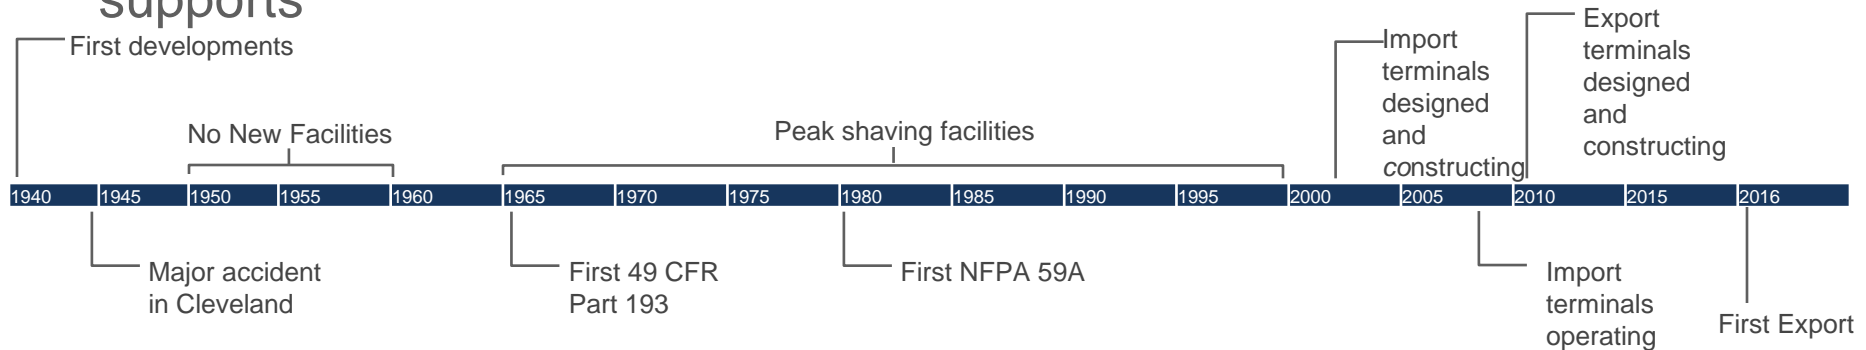 supports
First developments
No New Facilities
Peak shaving facilities
Import
terminals
designed
and
constructing
Export
terminals
designed
and
constructing
1940 1945 1950 1955 1960 1965 1970 1975 1980 1985 1990 1995 2000 2005 2010 2015 2016
Major accident
in Cleveland
First 49 CFR
Part 193
First NFPA 59A
Import
terminals
operating
First Export